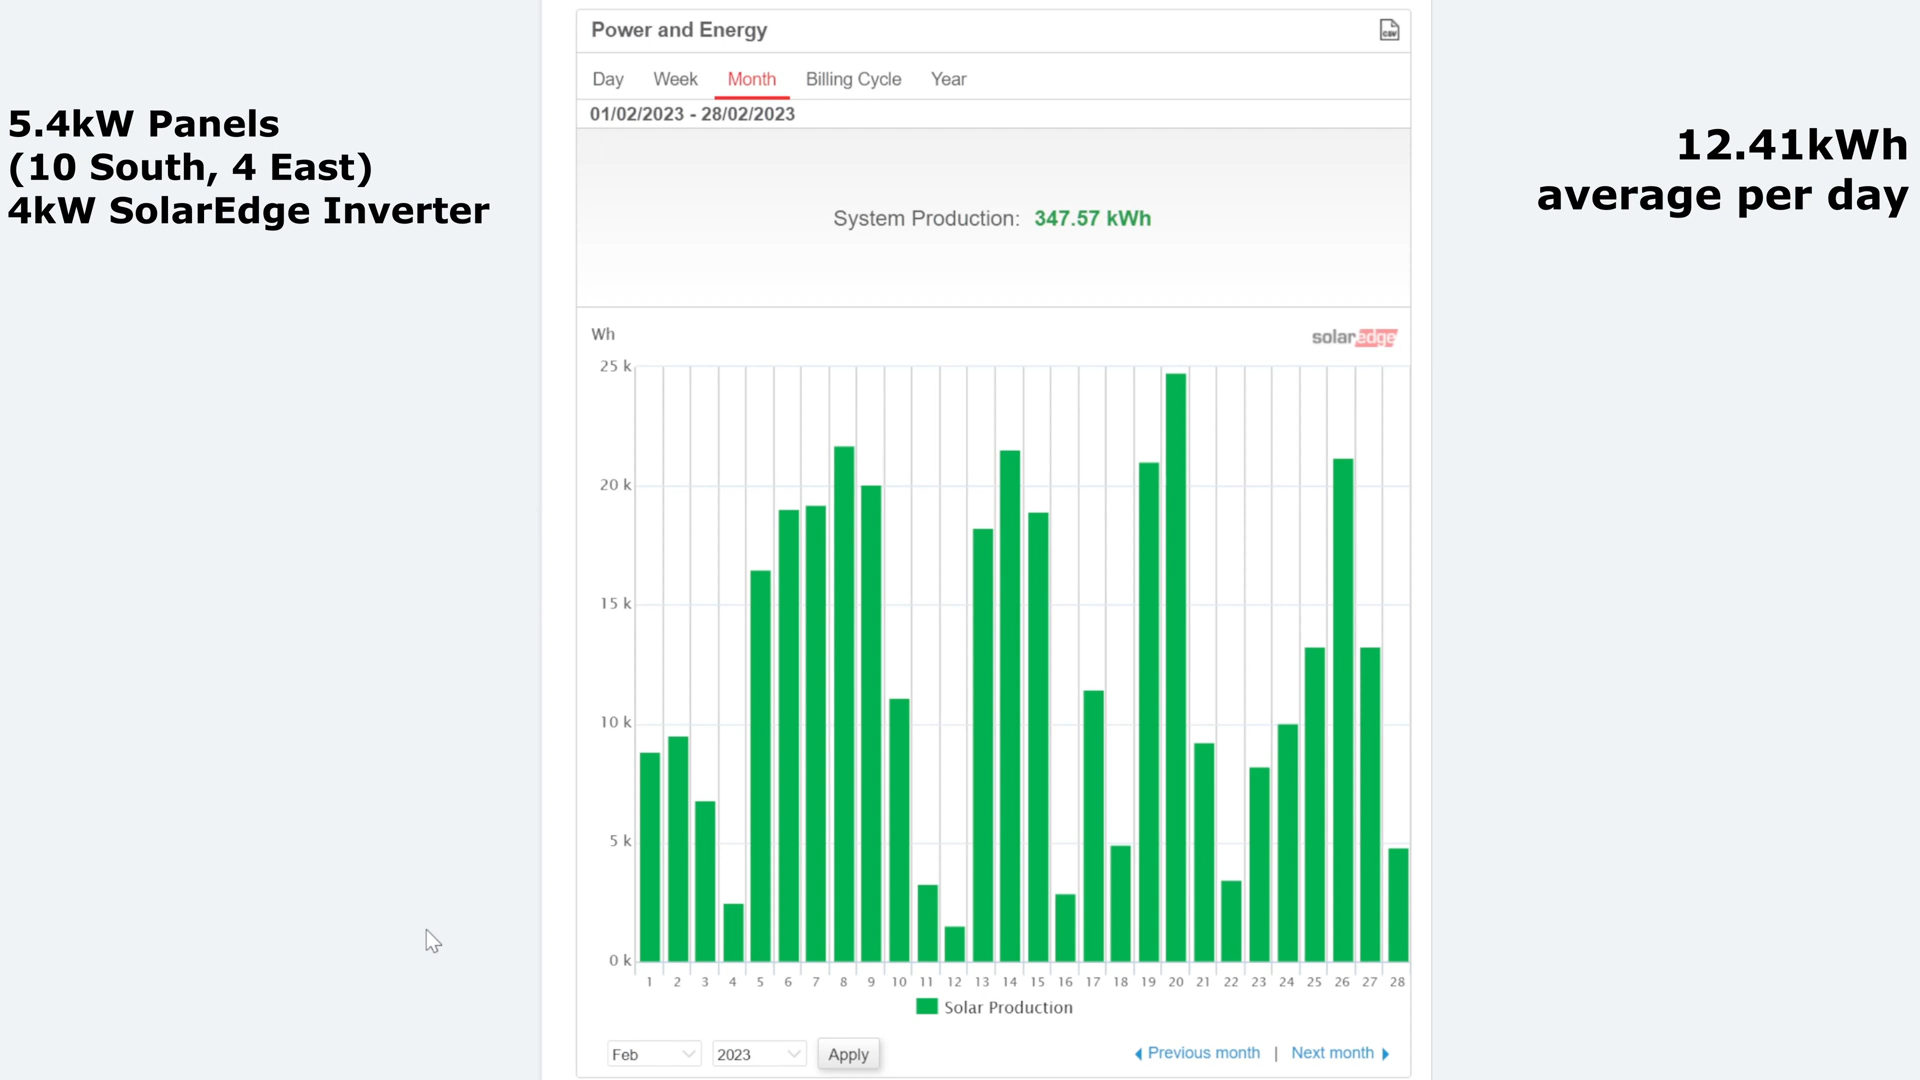 Power and Energy
CSV
Day Week Month Billing Cycle Year
01/02/2023 - 28/02/2023
5.4kW Panels
(10 South, 4 East)
4kW SolarEdge Inverter
12.41kWh
average per day
System Production: 347.57 kWh
Wh
solaredge
25 k
20 k
15 k
10 k
5 k
0 k
1 2 3 4 5 6 7 8 9 10 11 12 13 14 15 16 17 18 19 20 21 22 23 24 25 26 27 28
Solar Production
Feb 2023 Apply Previous month | Next month